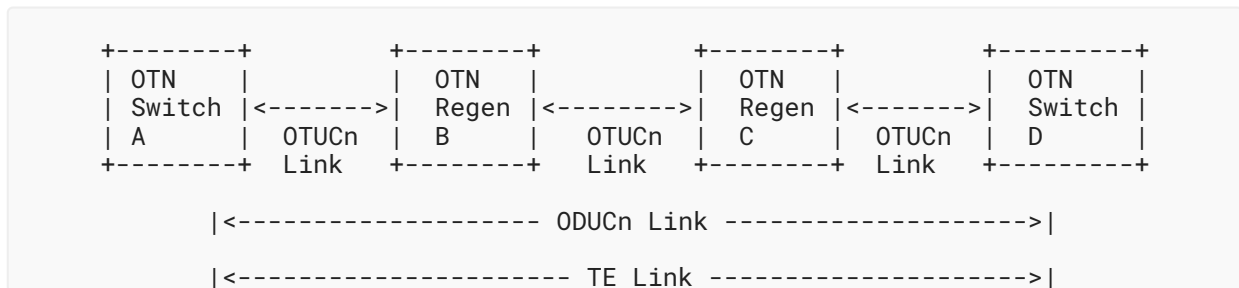 +--------+          +--------+           +--------+          +---------+
| OTN    |          |  OTN   |           |  OTN   |          |  OTN    |
| Switch |<------->|  Regen |<-------->|  Regen |<------->|  Switch |
| A      |  OTUCn  |  B     |   OTUCn  |  C     |  OTUCn  |  D      |
+--------+  Link   +--------+   Link   +--------+  Link   +---------+
|<-------------------- ODUCn Link --------------------->|
|<---------------------- TE Link ---------------------->|